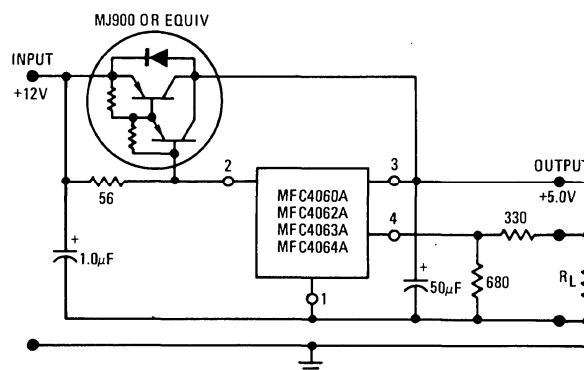 MJ900 OR EQUIV
INPUT
+12V
2
3
OUTPUT
+5.0V
56
MFC4060A
MFC4062A
MFC4063A
MFC4064A
4
330
+
1.0μF
1
+
50μF
680
RL